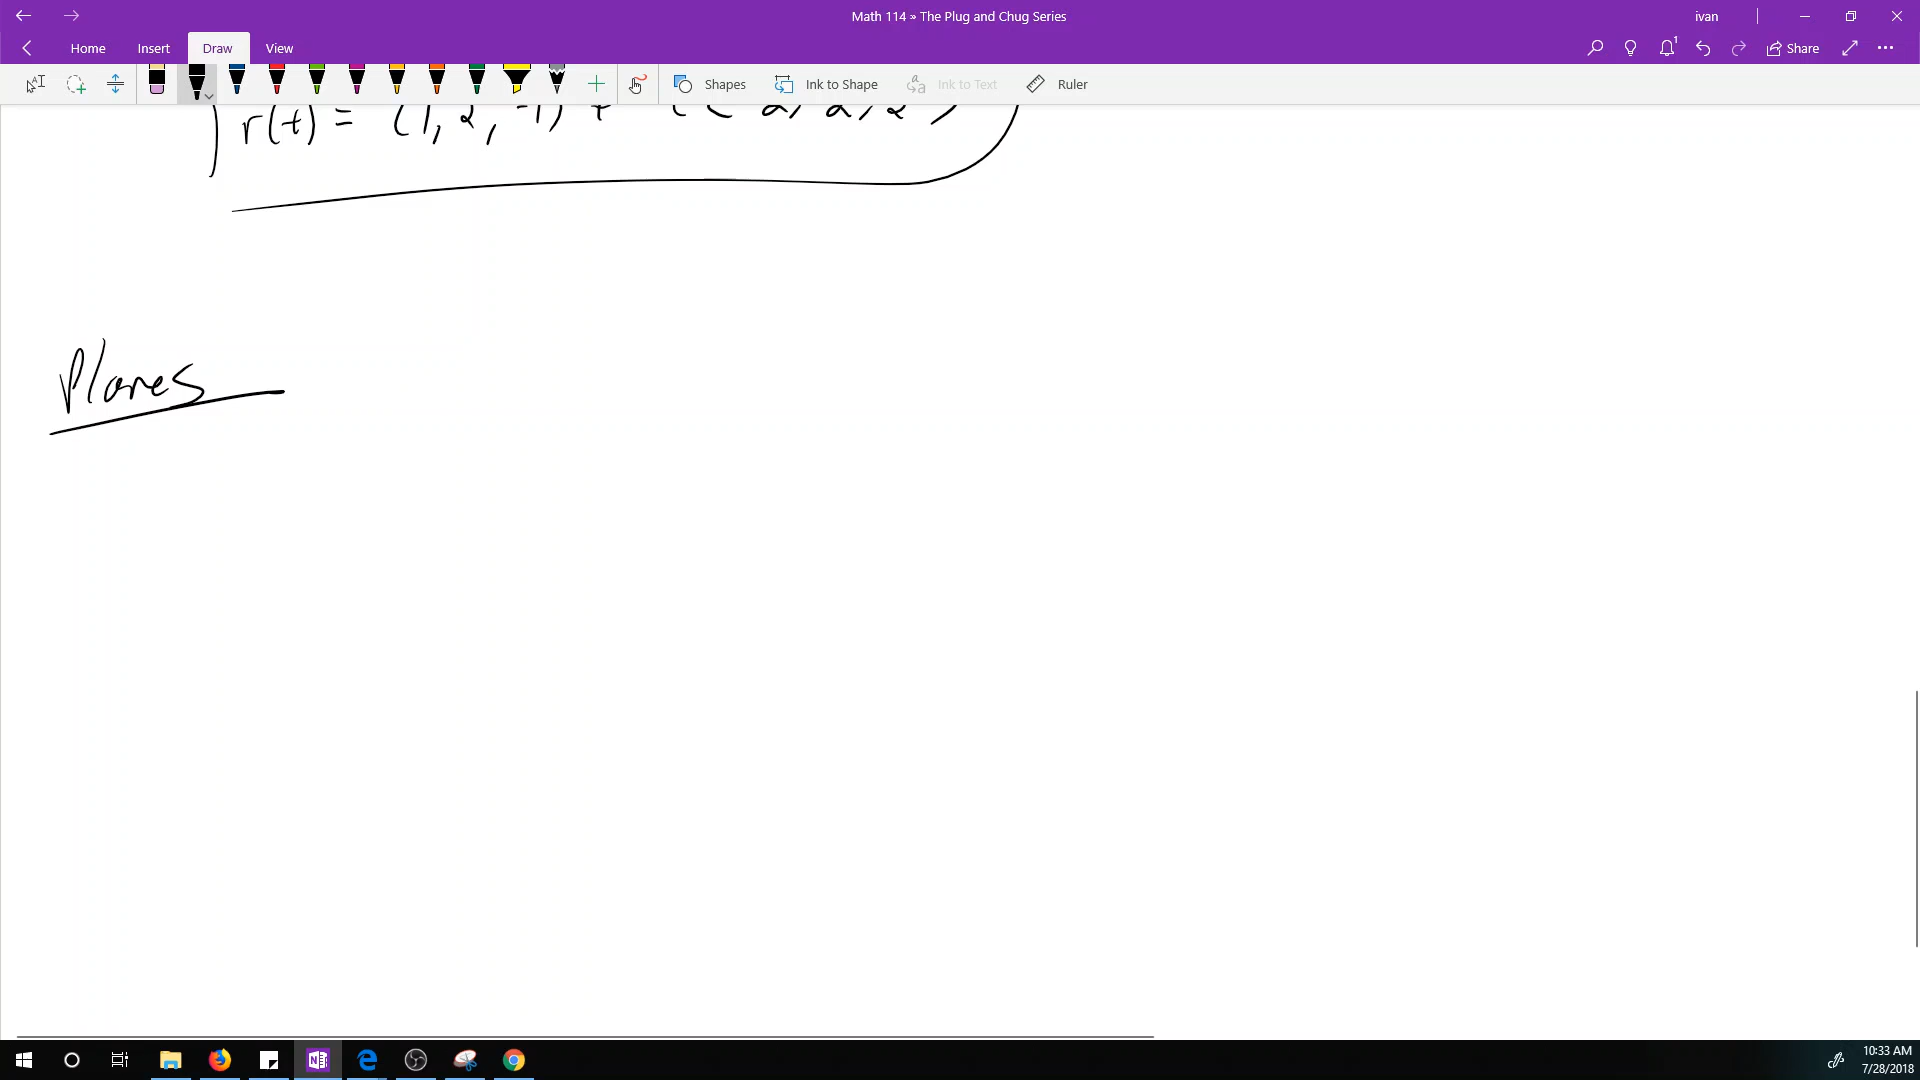 Math 114 » The Plug and Chug Series
ivan
Home Insert Draw View
Share
Shapes Ink to Shape Ink to Text Ruler
r(t) = (1, 2, -1) + 
Planes
10:33 AM
7/28/2018